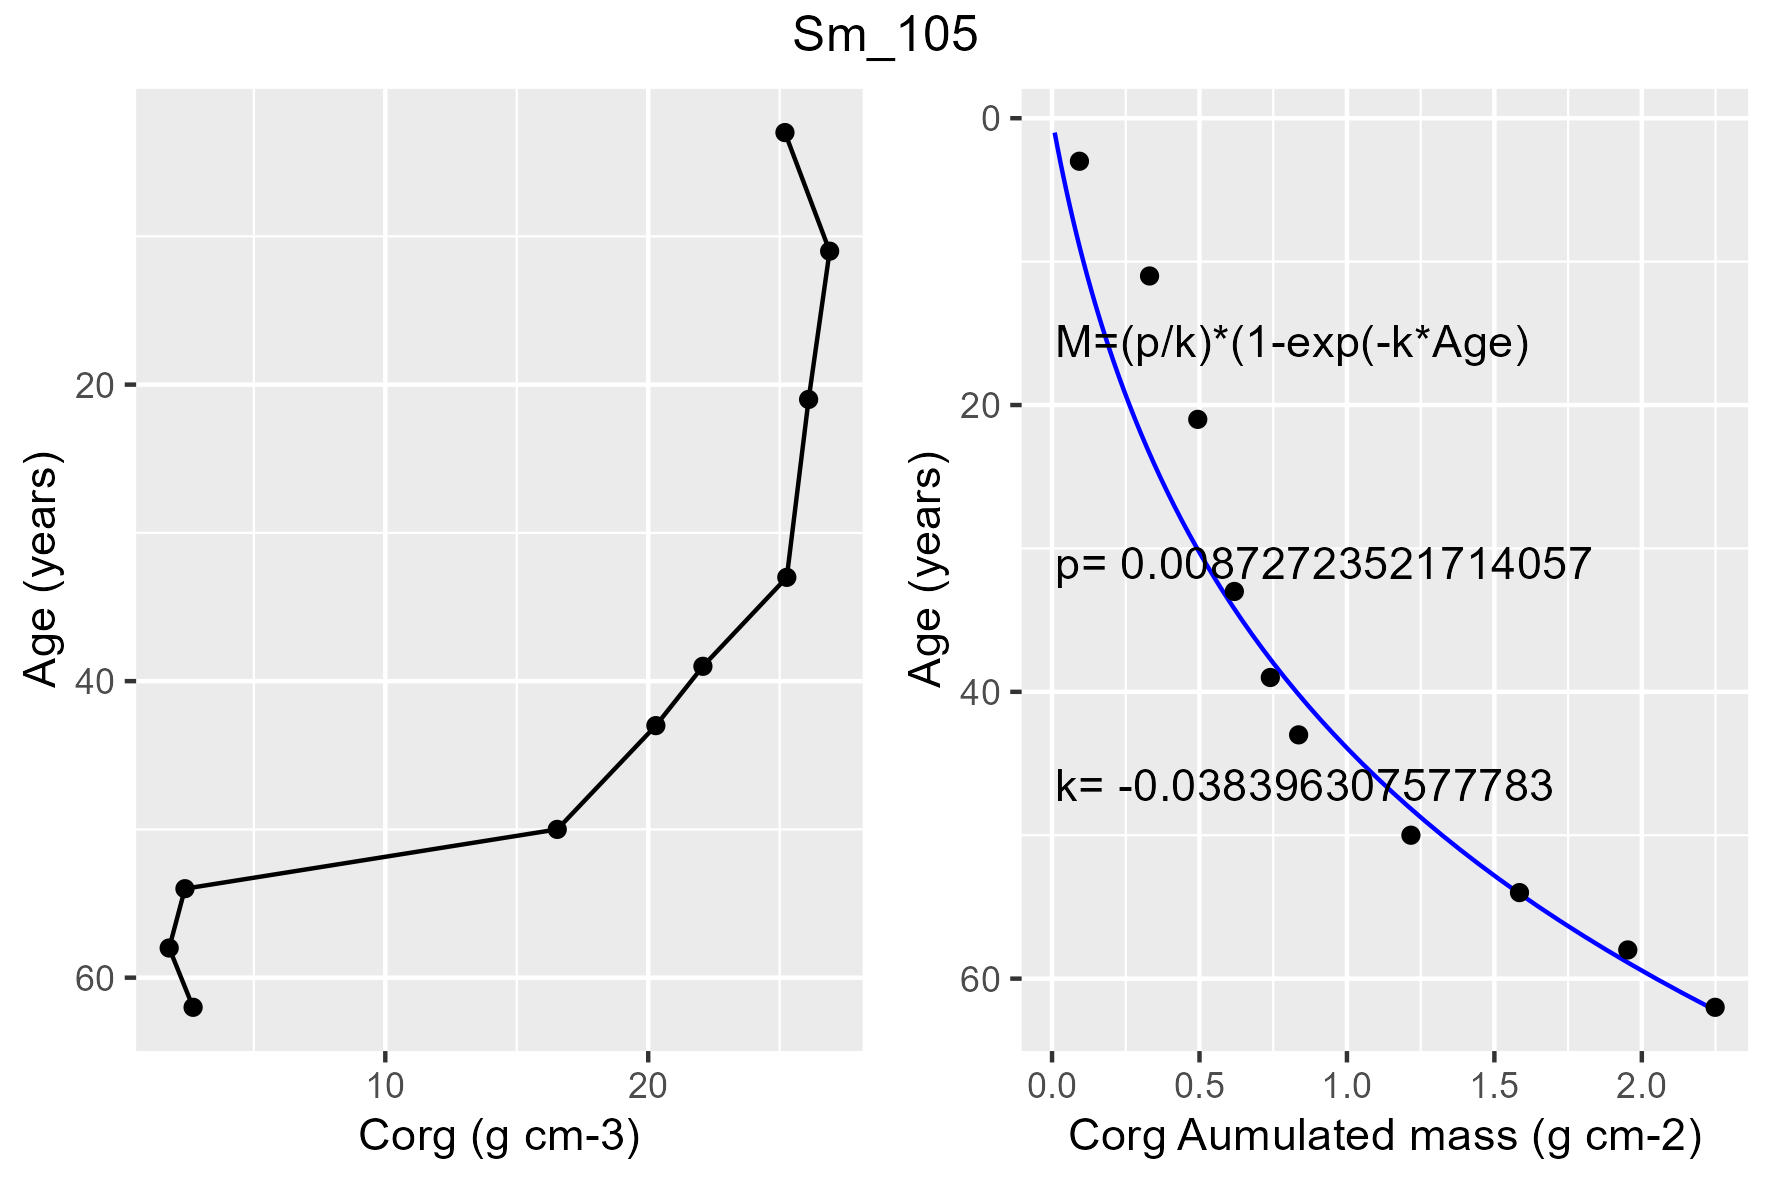 Sm_105
20
40
60
10
20
Age (years)
Corg (g cm-3)
0
20
40
60
0.0
0.5
1.0
1.5
2.0
Age (years)
Corg Aumulated mass (g cm-2)
M=(p/k)*(1-exp(-k*Age)
p= 0.00872723521714057
k= -0.038396307577783